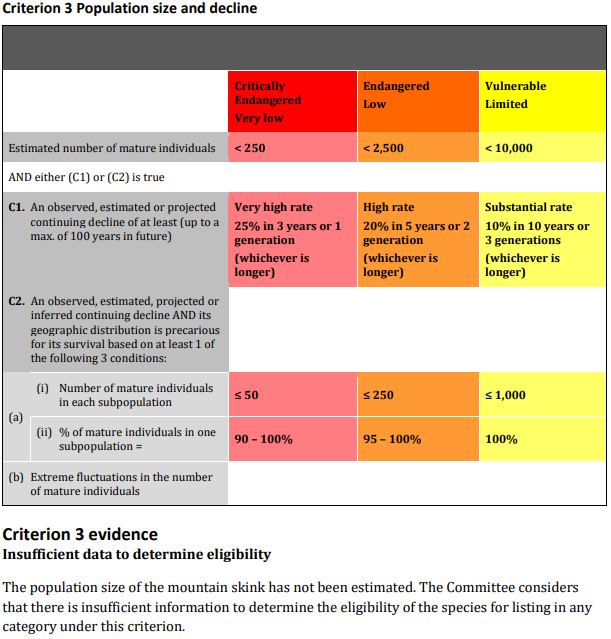 Criterion 3 Population size and decline
Critically
Endangered
Very low
Endangered
Low
Vulnerable
Limited
Estimated number of mature individuals
< 250
< 2,500
< 10,000
AND either (C1) or (C2) is true
C1. An observed, estimated or projected
continuing decline of at least (up to a
max. of 100 years in future)
Very high rate
25% in 3 years or 1
generation
(whichever is
longer)
High rate
20% in 5 years or 2
generation
(whichever is
longer)
Substantial rate
10% in 10 years or
3 generations
(whichever is
longer)
C2. An observed, estimated, projected or
inferred continuing decline AND its
geographic distribution is precarious
for its survival based on at least 1 of
the following 3 conditions:
(a)
(i) Number of mature individuals
in each subpopulation
≤ 50
≤ 250
≤ 1,000
(ii) % of mature individuals in one
subpopulation =
90 – 100%
95 – 100%
100%
(b) Extreme fluctuations in the number
of mature individuals
Criterion 3 evidence
Insufficient data to determine eligibility
The population size of the mountain skink has not been estimated. The Committee considers
that there is insufficient information to determine the eligibility of the species for listing in any
category under this criterion.